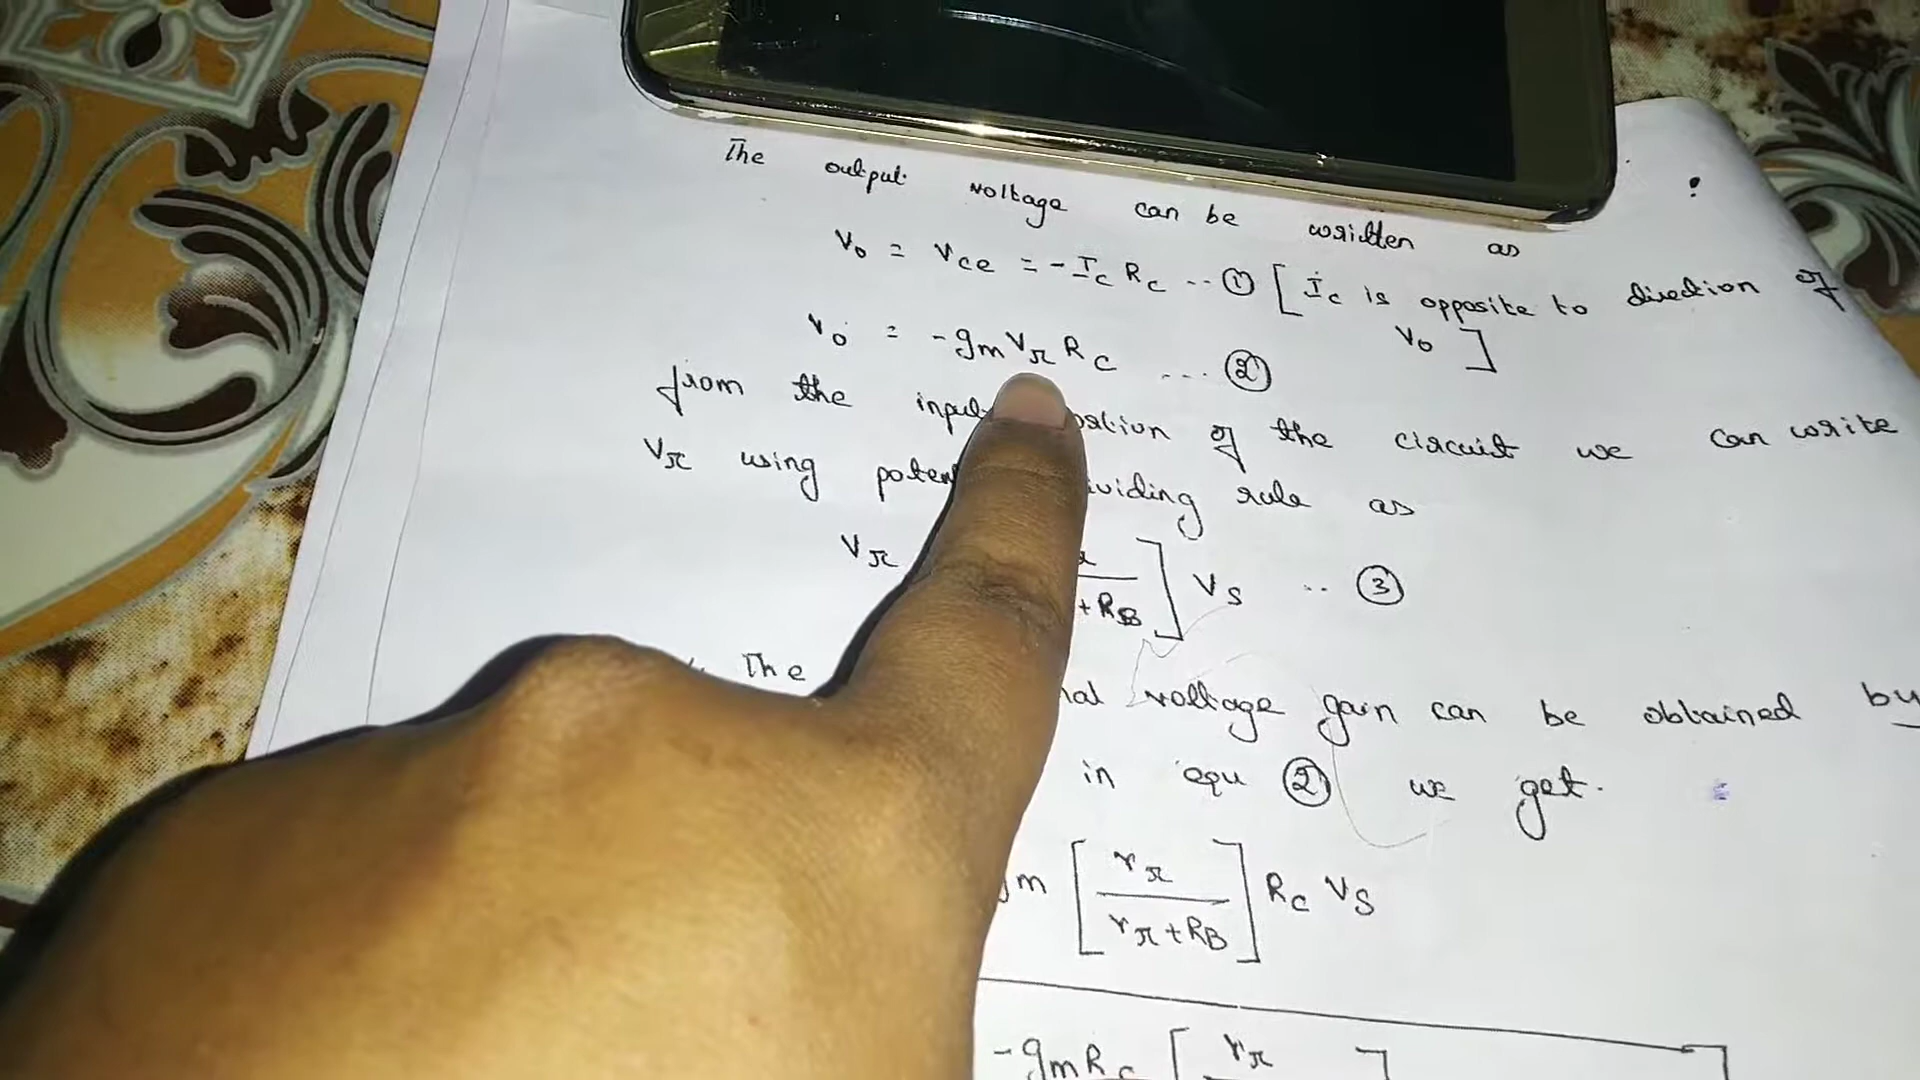 The output voltage can be written as
V₀ = Vce = -Ic Rc -- ① [ Ic is opposite to direction of
V₀ ]
V₀ = -gm Vπ Rc .... ②
from the of the circuit we can write
Vπ using rule as
Vπ + RB ] Vs .. ③
The voltage gain can be obtained by
in equ ② we get.
m [ rπ / rπ + RB ] Rc Vs
-gm Rc [ rπ ]